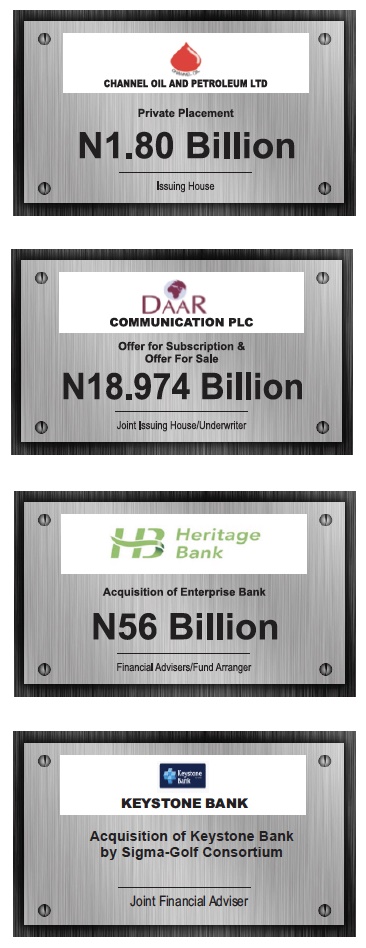 CHANNEL OIL
CHANNEL OIL AND PETROLEUM LTD
Private Placement
N1.80 Billion
Issuing House
DAAR
COMMUNICATION PLC
Offer for Subscription &
Offer For Sale
N18.974 Billion
Joint Issuing House/Underwriter
HB Heritage
Bank
Acquisition of Enterprise Bank
N56 Billion
Financial Advisers/Fund Arranger
Keystone
Bank
KEYSTONE BANK
Acquisition of Keystone Bank
by Sigma-Golf Consortium
Joint Financial Adviser